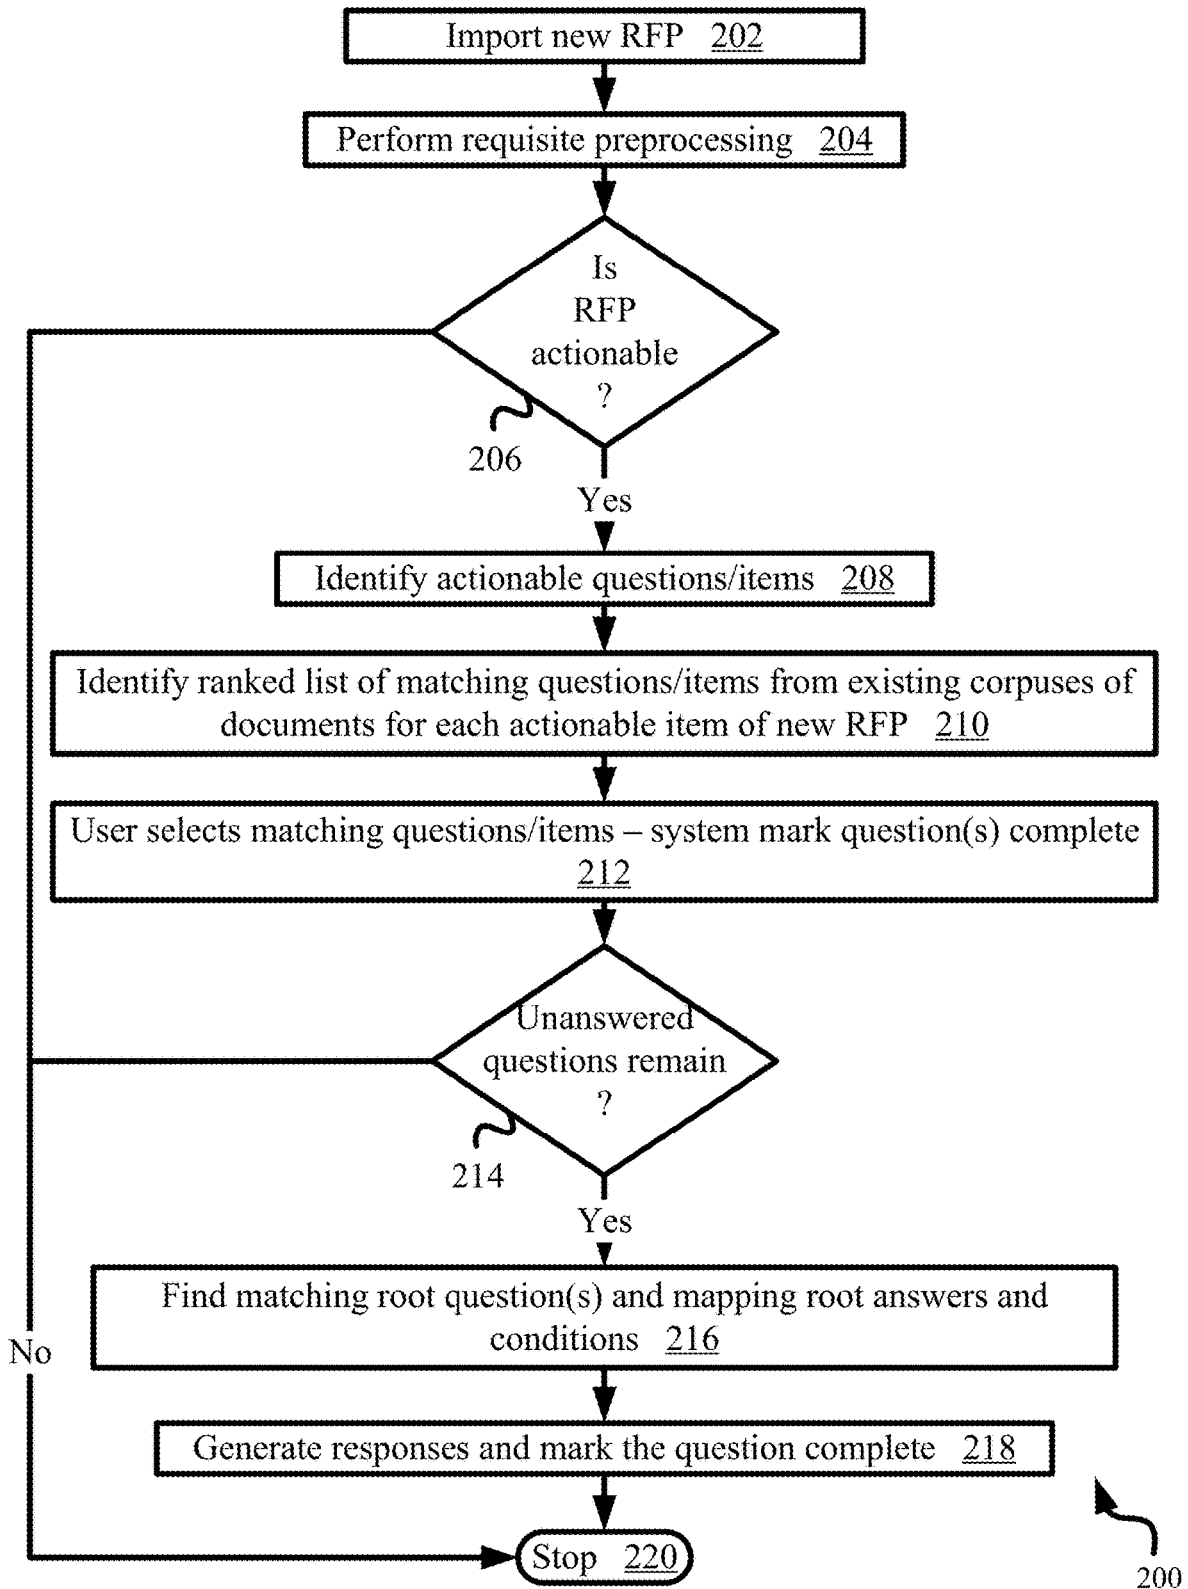 Import new RFP 202
Perform requisite preprocessing 204
Is
RFP
actionable
?
206
Yes
Identify actionable questions/items 208
Identify ranked list of matching questions/items from existing corpuses of
documents for each actionable item of new RFP 210
User selects matching questions/items – system mark question(s) complete
212
Unanswered
questions remain
?
214
Yes
Find matching root question(s) and mapping root answers and
conditions 216
No
Generate responses and mark the question complete 218
Stop 220
200